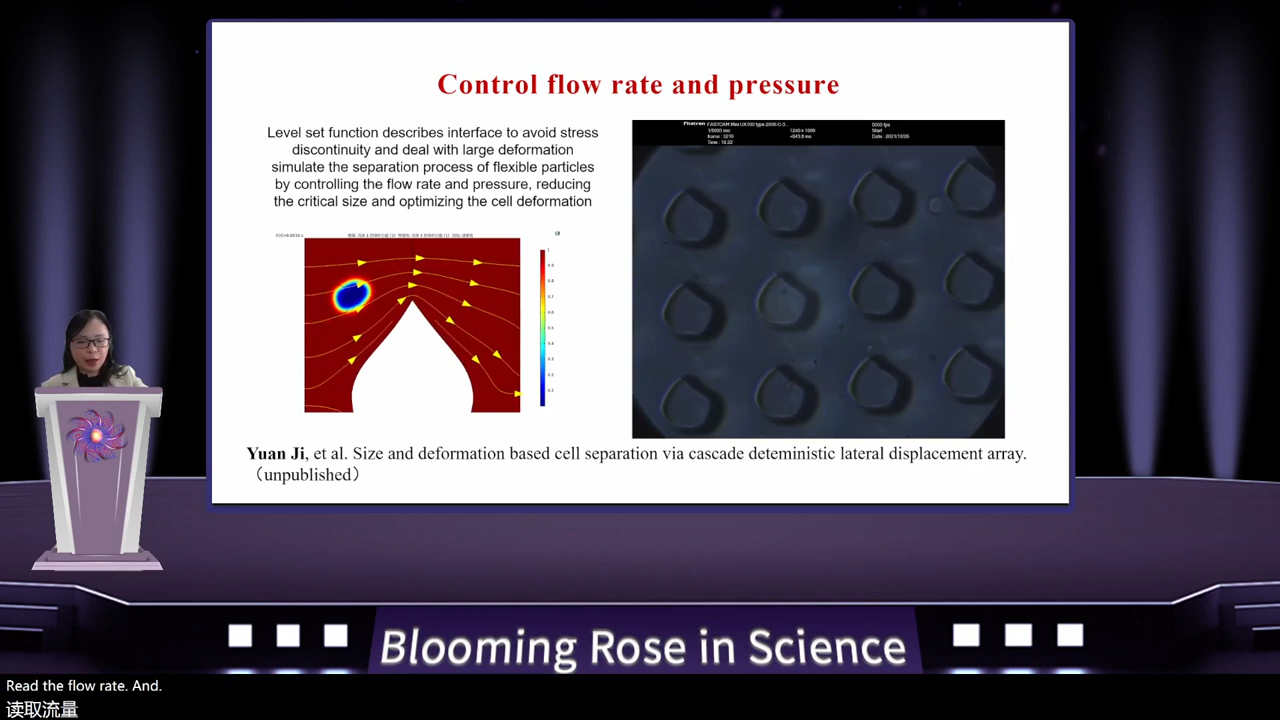 Control flow rate and pressure
Level set function describes interface to avoid stress
discontinuity and deal with large deformation
simulate the separation process of flexible particles
by controlling the flow rate and pressure, reducing
the critical size and optimizing the cell deformation
Yuan Ji, et al. Size and deformation based cell separation via cascade deteministic lateral displacement array.
（unpublished）
Blooming Rose in Science
Read the flow rate. And.
读取流量